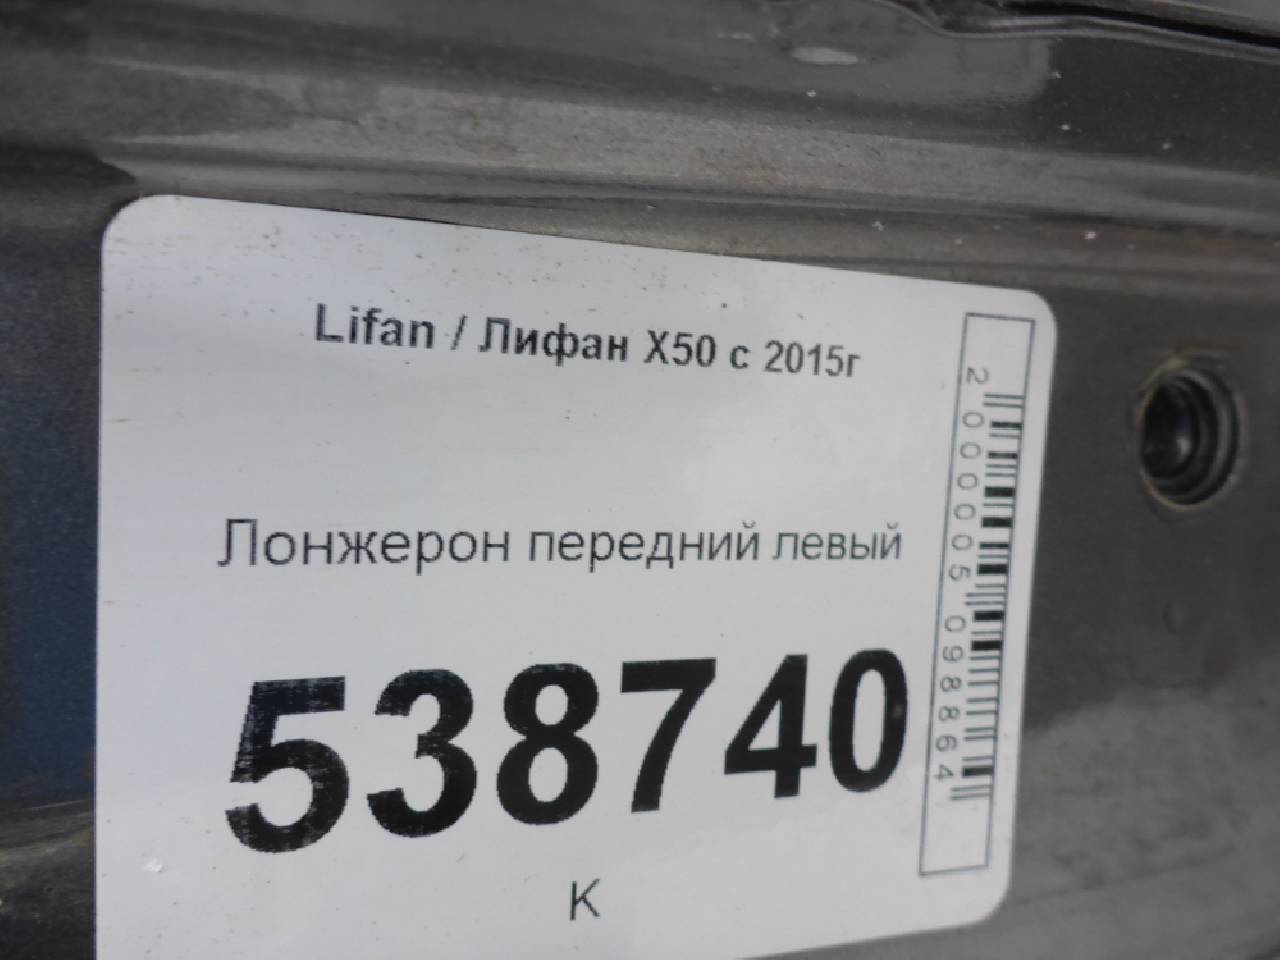 Lifan / Лифан X50 с 2015г
Лонжерон передний левый
538740
К
2000005098864